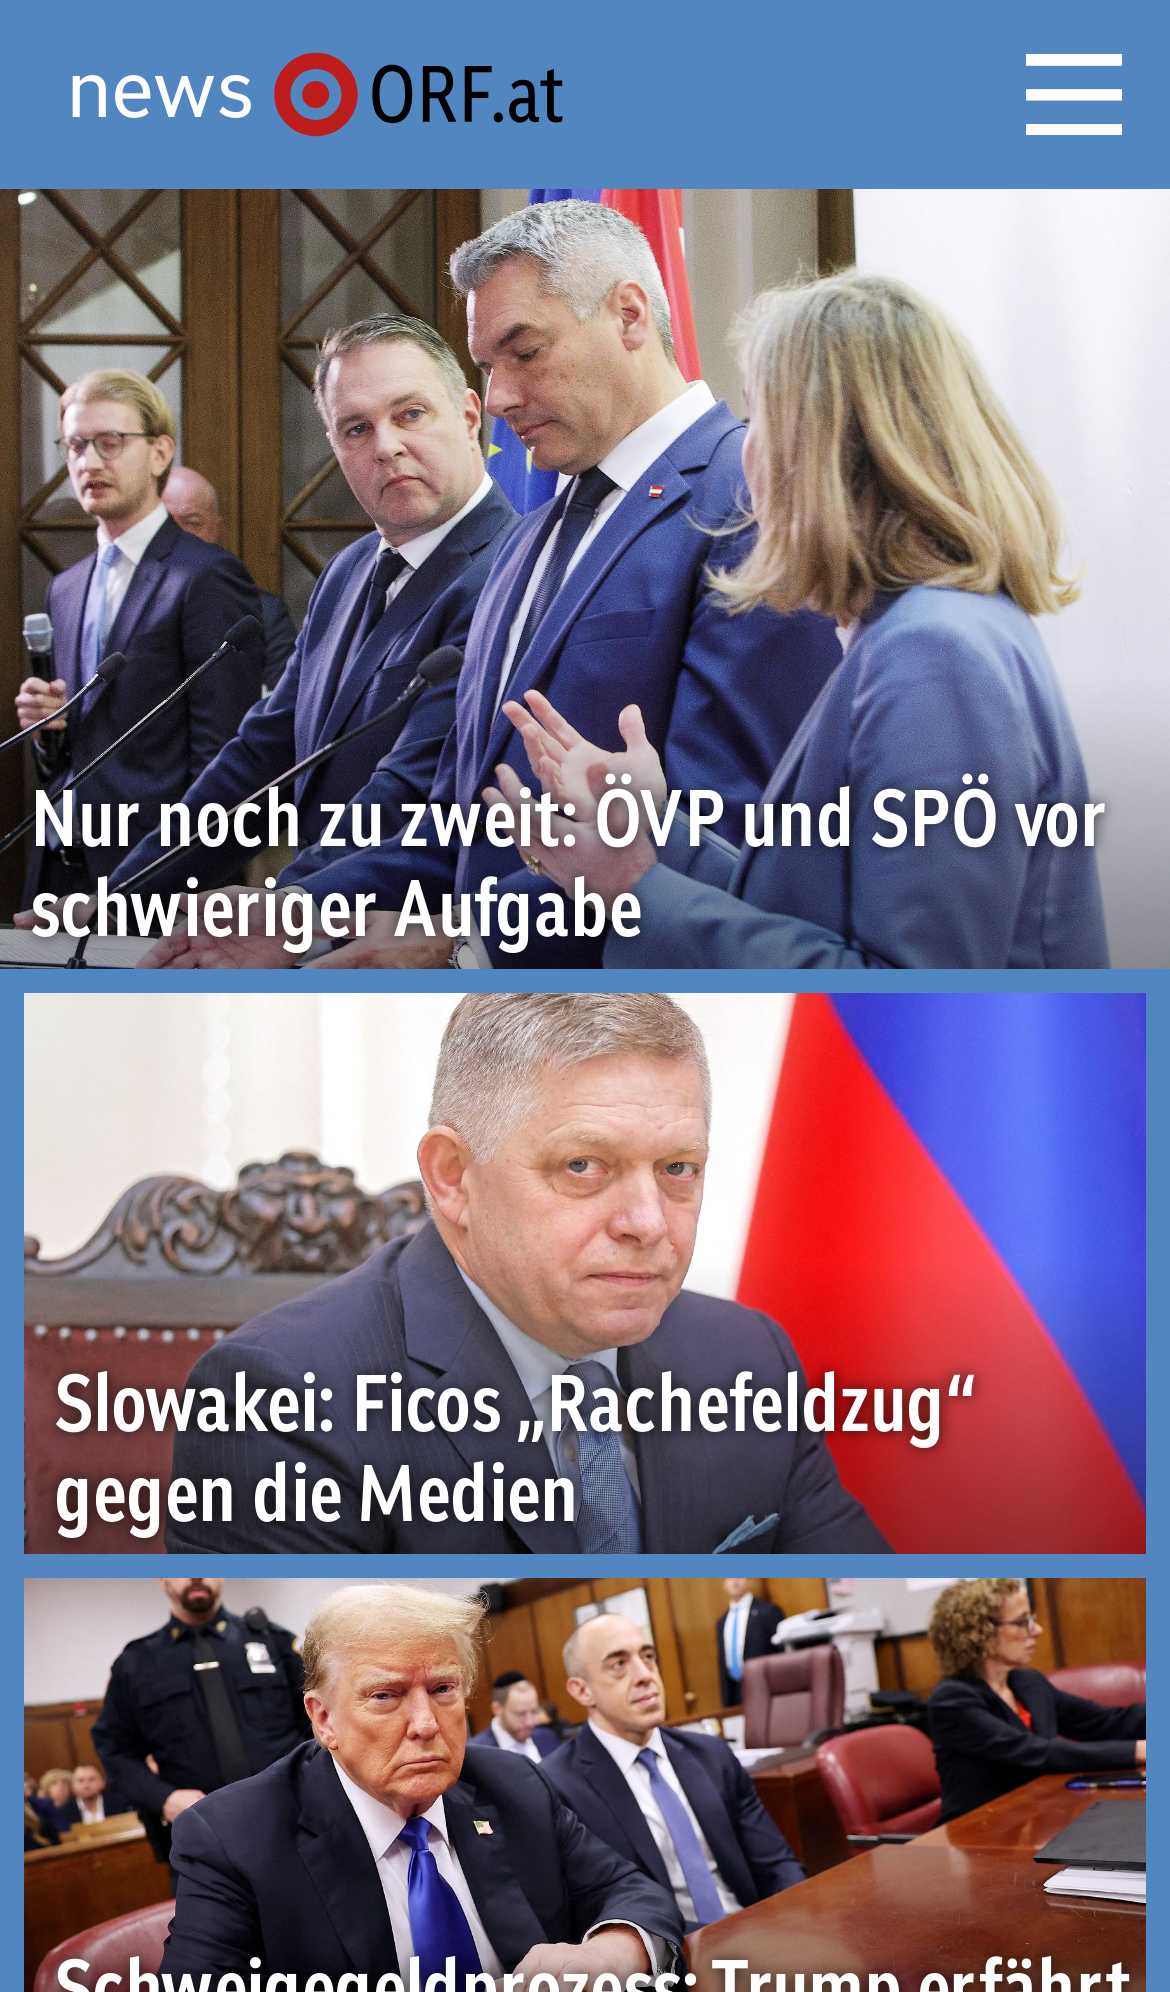 news ORF.at
Nur noch zu zweit: ÖVP und SPÖ vor
schwieriger Aufgabe
Slowakei: Ficos „Rachefeldzug“
gegen die Medien
Schweigegeldprozess: Trump erfährt